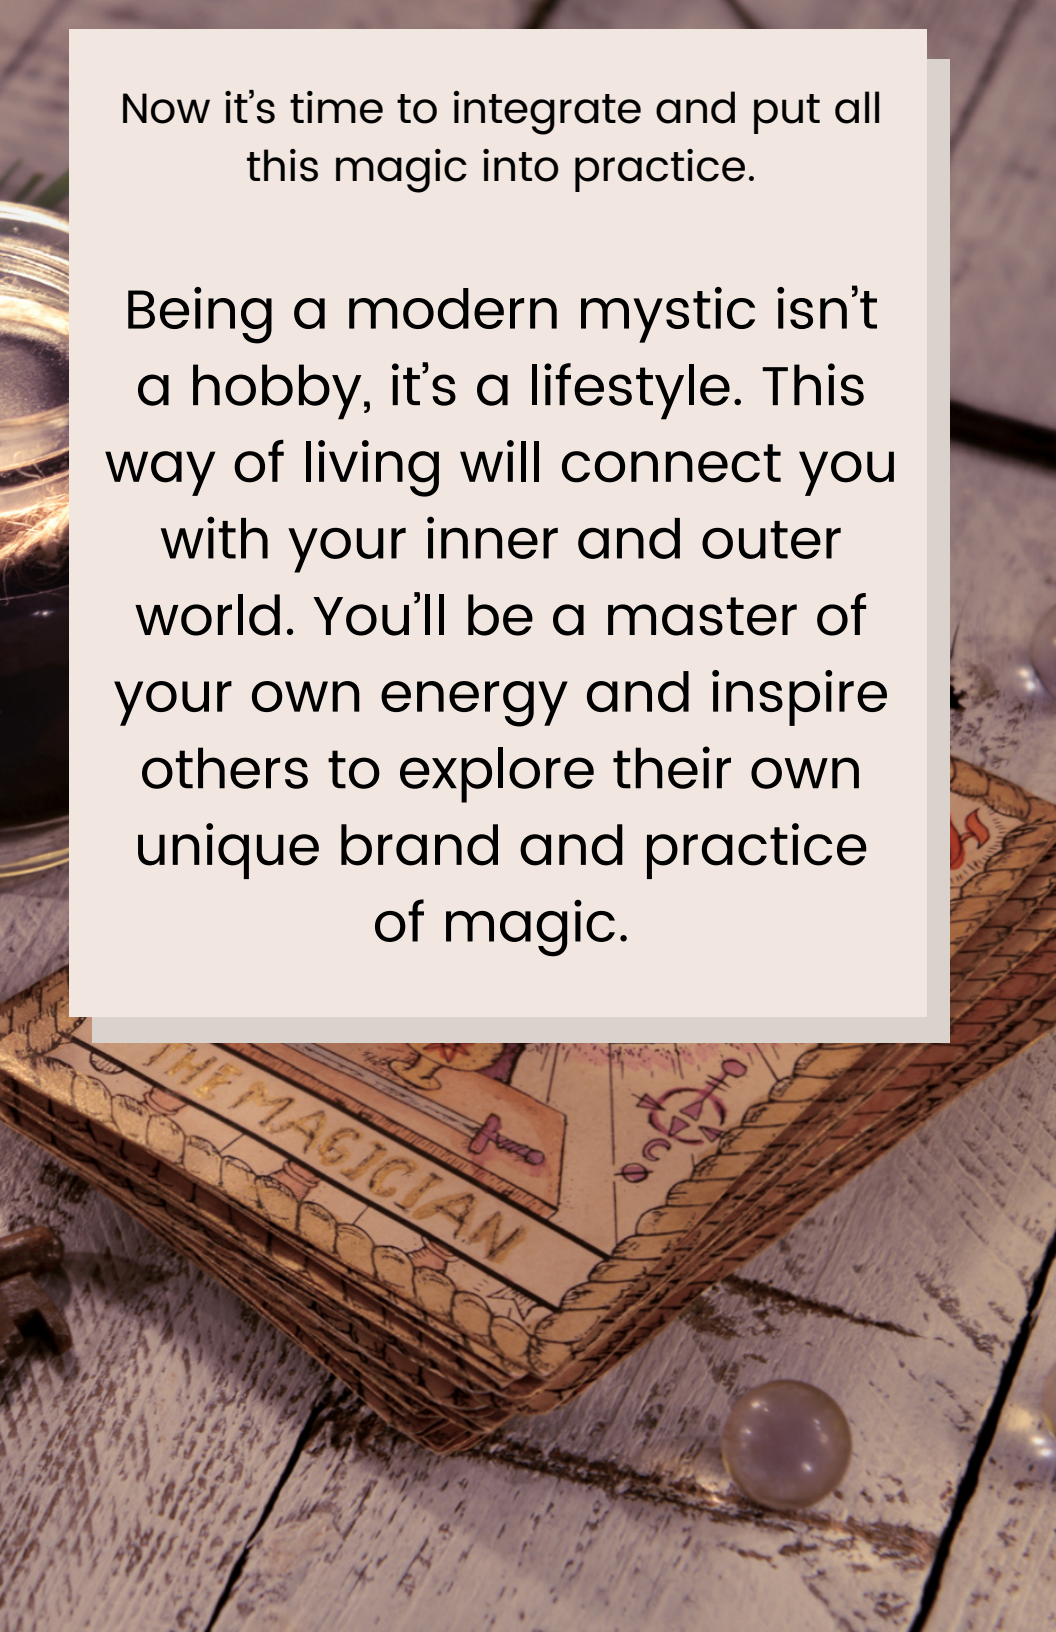 Now it’s time to integrate and put all
this magic into practice.
Being a modern mystic isn’t
a hobby, it’s a lifestyle. This
way of living will connect you
with your inner and outer
world. You’ll be a master of
your own energy and inspire
others to explore their own
unique brand and practice
of magic.
THE MAGICIAN